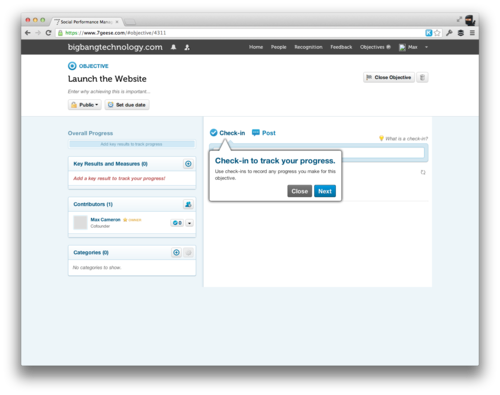 Social Performance Mana
https://www.7geese.com/#objective/4311
bigbangtechnology.com
Home People Recognition Feedback Objectives Max
OBJECTIVE
Launch the Website
Close Objective
Enter why achieving this is important...
Public Set due date
Overall Progress
Add key results to track progress.
Check-in Post
What is a check-in?
Key Results and Measures (0)
Add a key result to track progress!
Check-in to track your progress.
Use check-ins to record any progress you make for this
objective.
Close Next
Contributors (1)
Max Cameron
Cofounder
0
Categories (0)
No categories to show.